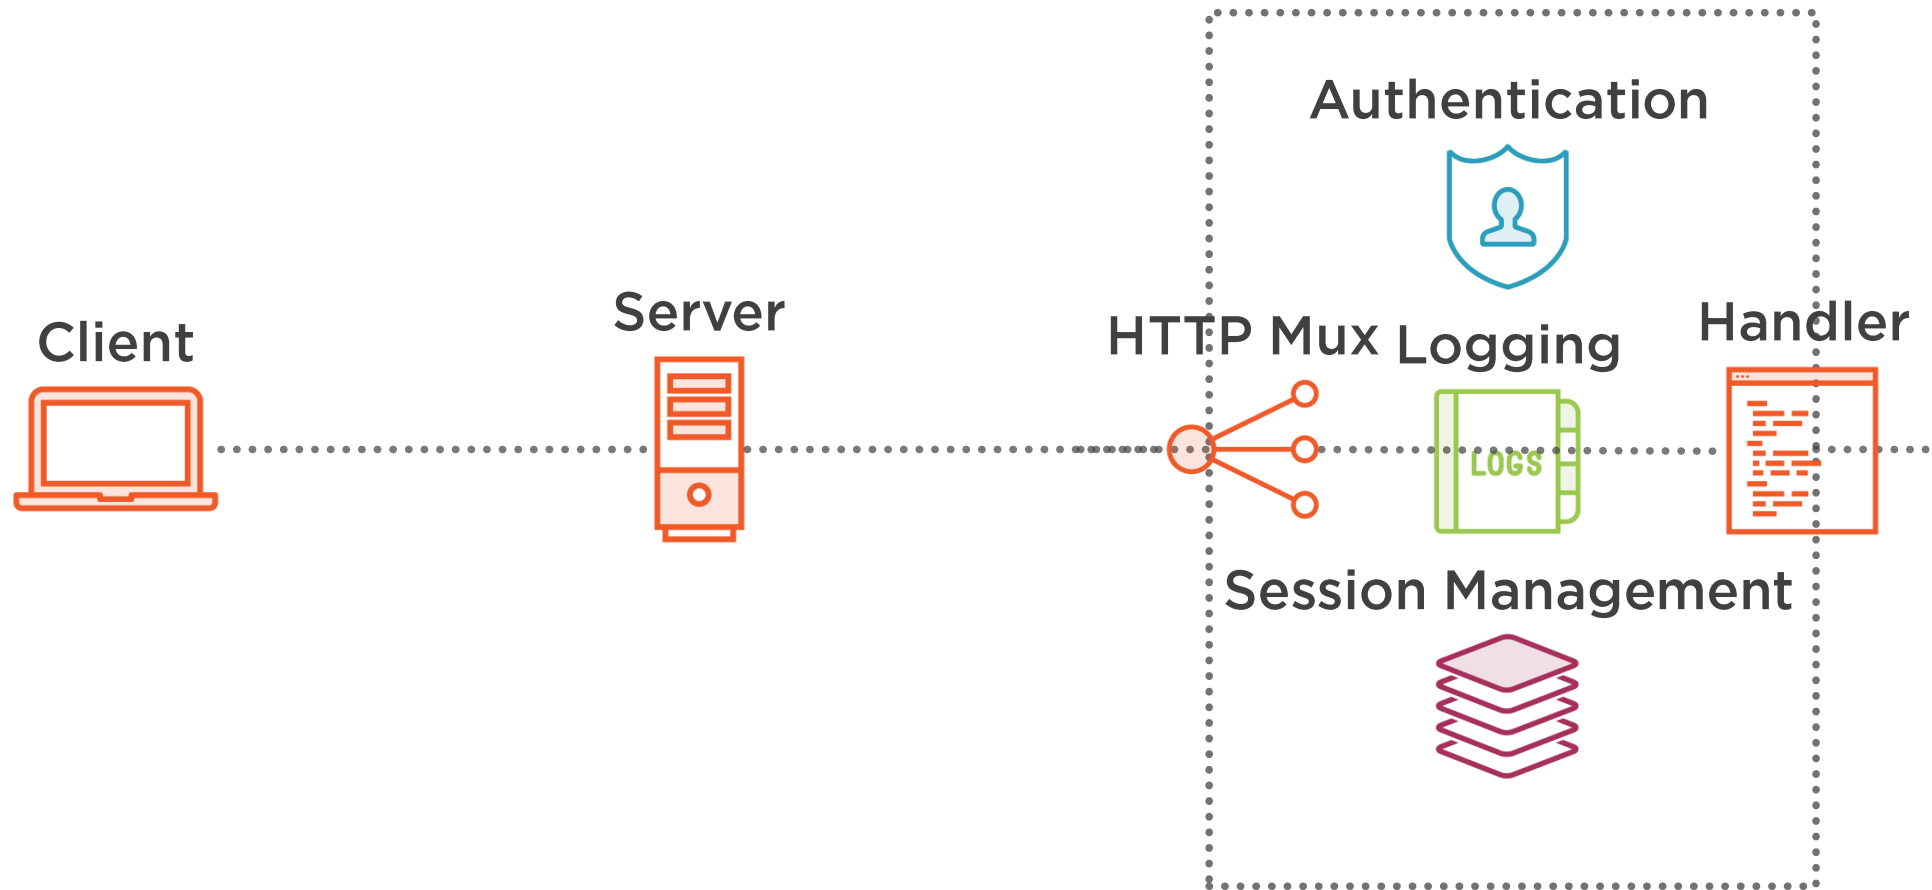 Authentication
Client
Server
HTTP Mux
Logging
Handler
LOGS
Session Management